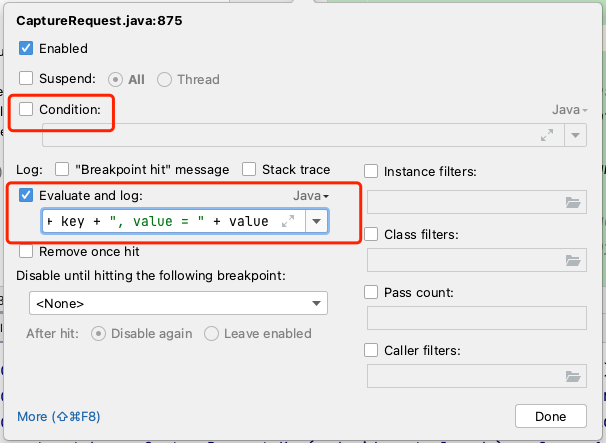 CaptureRequest.java:875
Enabled
Suspend: All Thread
Condition: Java
Log: "Breakpoint hit" message Stack trace
Evaluate and log: Java
+ key + ", value = " + value
Remove once hit
Disable until hitting the following breakpoint:
<None>
After hit: Disable again Leave enabled
Instance filters:
Class filters:
Pass count:
Caller filters:
More (⇧⌘F8)
Done